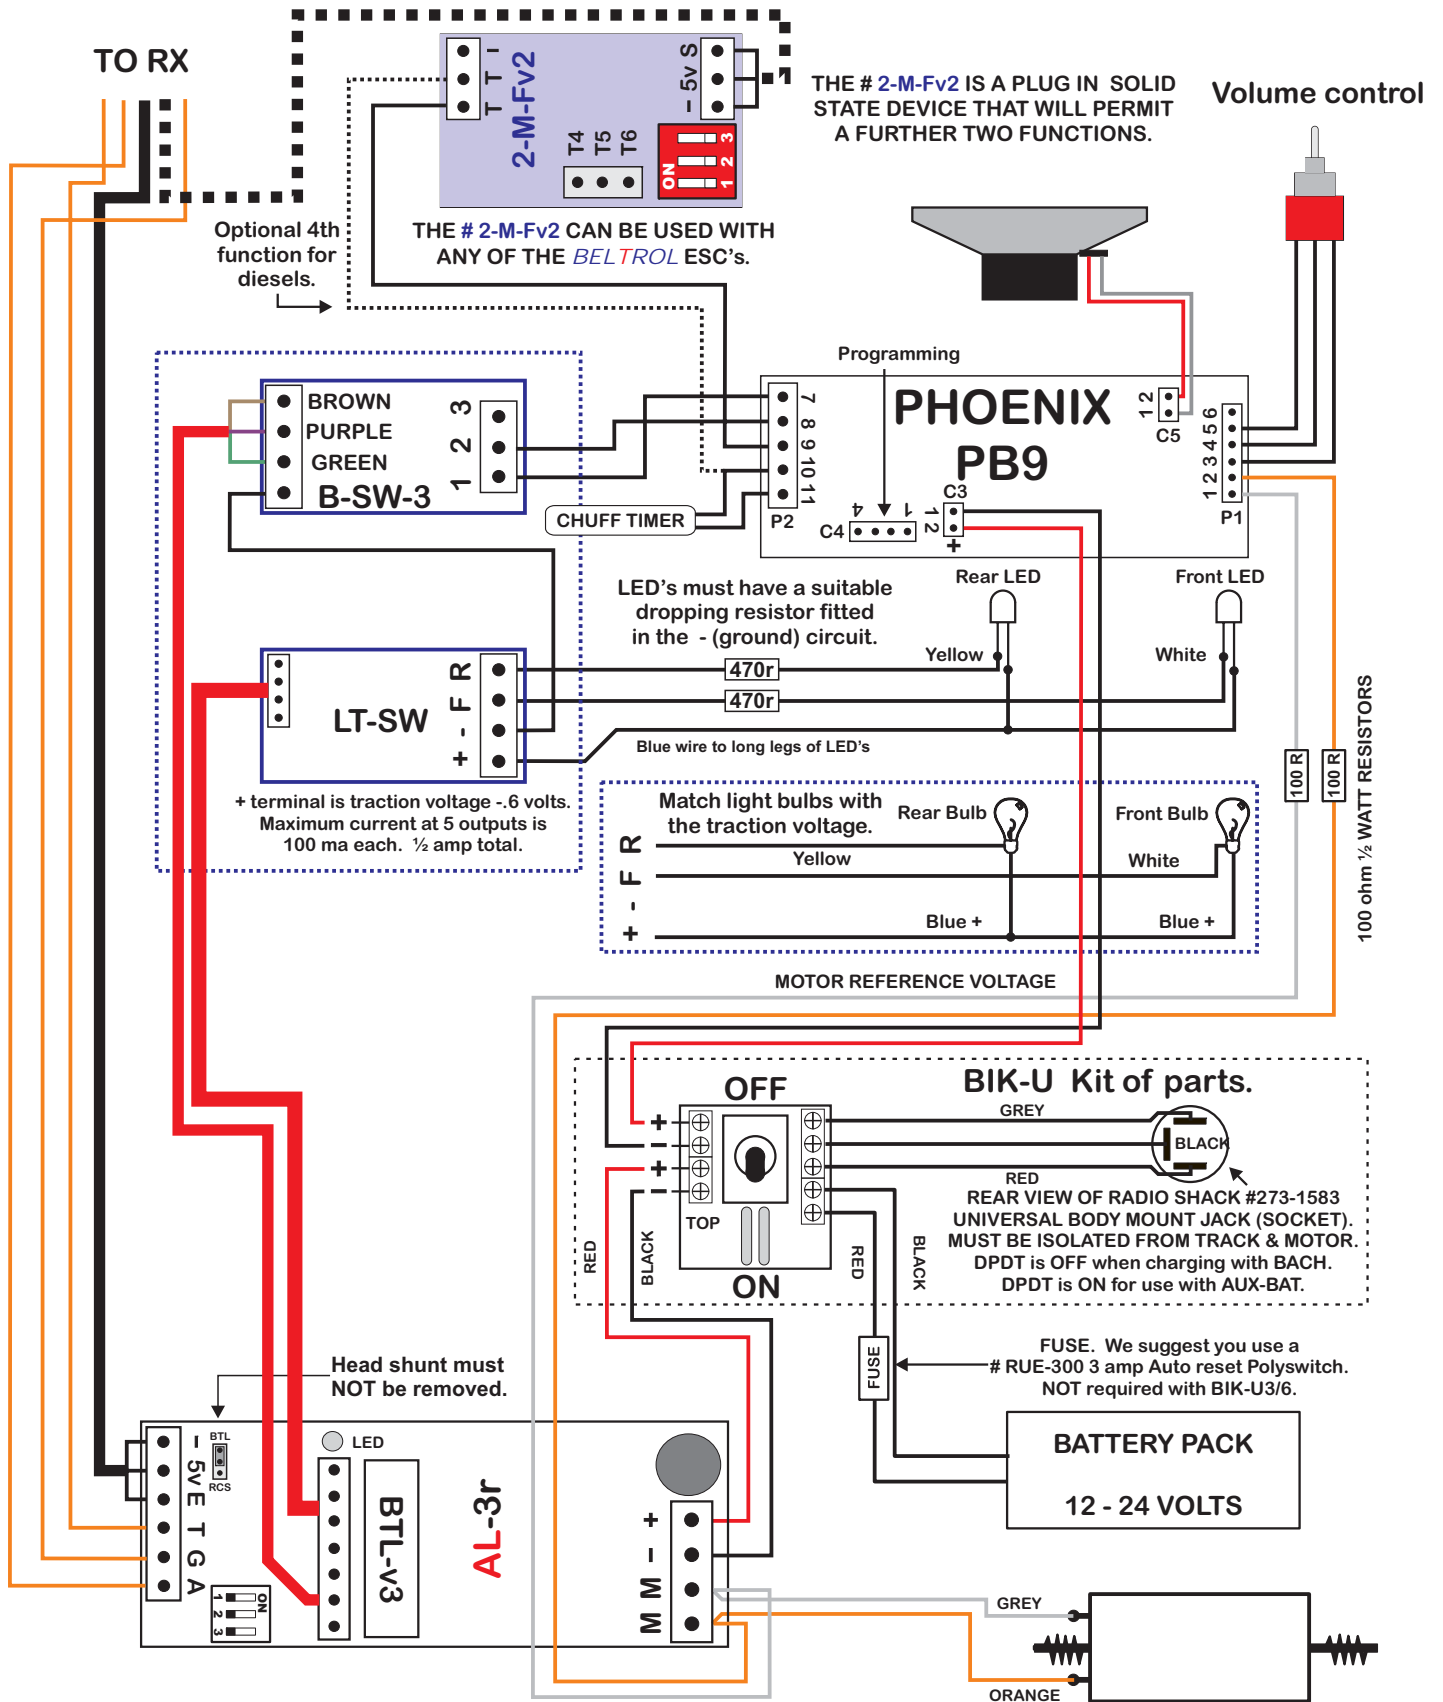 TO RX
I
T
T
2-M-Fv2
T4
T5
T6
- 5v S
ON
1 2 3
THE # 2-M-Fv2 IS A PLUG IN SOLID
STATE DEVICE THAT WILL PERMIT
A FURTHER TWO FUNCTIONS.
Volume control
THE # 2-M-Fv2 CAN BE USED WITH
ANY OF THE BELTROL ESC's.
Optional 4th
function for
diesels.
BROWN
PURPLE
GREEN
B-SW-3
1 2 3
Programming
PHOENIX
PB9
7 8 9 10 11
P2
CHUFF TIMER
C4
4 1
C3
1 2
+
1 2
C5
1 2 3 4 5 6
P1
LED's must have a suitable
dropping resistor fitted
in the - (ground) circuit.
Rear LED
Front LED
Yellow
White
470r
470r
LT-SW
+ - F R
Blue wire to long legs of LED's
+ terminal is traction voltage -.6 volts.
Maximum current at 5 outputs is
100 ma each. ½ amp total.
Match light bulbs with
the traction voltage.
Rear Bulb
Front Bulb
Yellow
White
Blue +
Blue +
+ - F R
100 R
100 R
100 ohm ½ WATT RESISTORS
MOTOR REFERENCE VOLTAGE
BIK-U Kit of parts.
OFF
+
-
+
-
TOP
ON
GREY
BLACK
RED
REAR VIEW OF RADIO SHACK #273-1583
UNIVERSAL BODY MOUNT JACK (SOCKET).
MUST BE ISOLATED FROM TRACK & MOTOR.
DPDT is OFF when charging with BACH.
DPDT is ON for use with AUX-BAT.
RED
BLACK
RED
BLACK
FUSE
FUSE. We suggest you use a
# RUE-300 3 amp Auto reset Polyswitch.
NOT required with BIK-U3/6.
BATTERY PACK
12 - 24 VOLTS
Head shunt must
NOT be removed.
- 5v E T G A
BTL
RCS
LED
BTL-v3
AL-3r
ON
1
2
3
M M - +
GREY
ORANGE